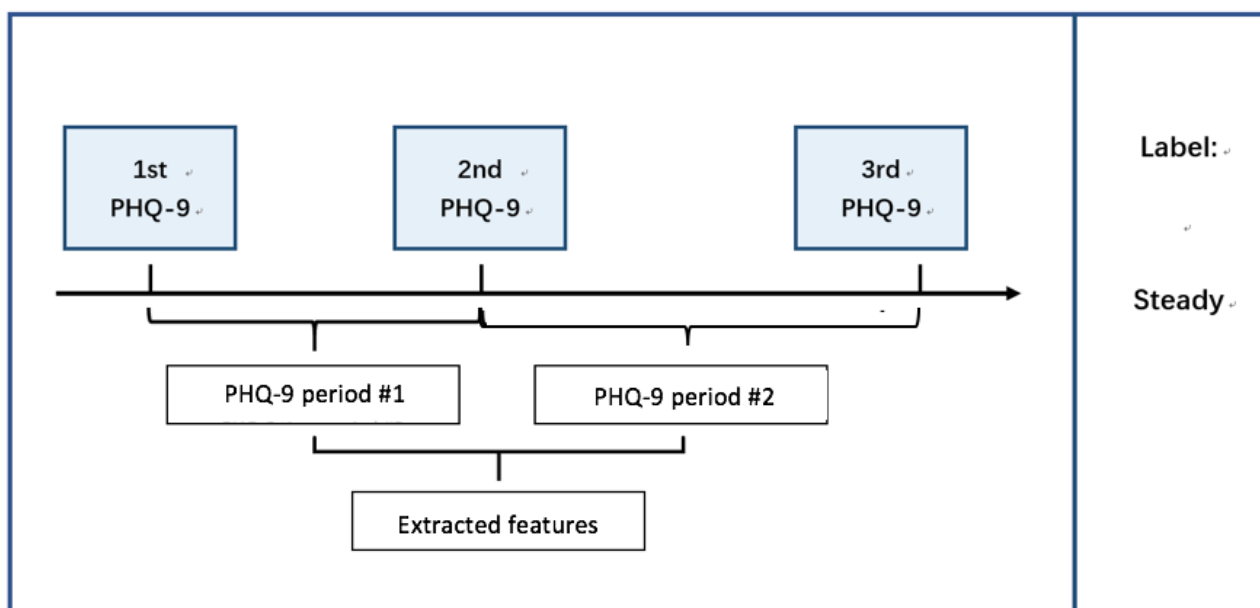 1st
PHQ-9
2nd
PHQ-9
3rd
PHQ-9
Label:
Steady
PHQ-9 period #1
PHQ-9 period #2
Extracted features